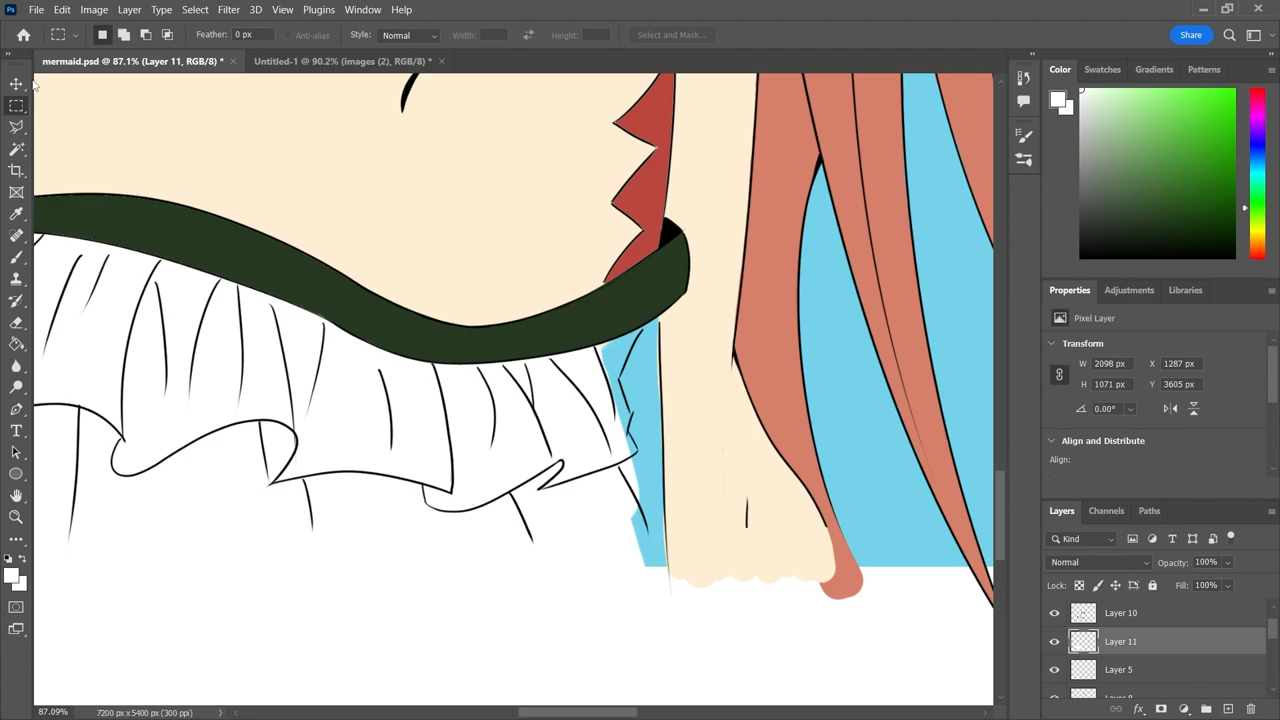 Ps File Edit Image Layer Type Select Filter 3D View Plugins Window Help
Feather: 0 px Anti-alias Style: Normal Width: Height: Select and Mask... Share
mermaid.psd @ 87.1% (Layer 11, RGB/8) * × Untitled-1 @ 90.2% (images (2), RGB/8) * ×
Color Swatches Gradients Patterns
Properties Adjustments Libraries
Pixel Layer
Transform
W 2098 px X 1287 px
H 1071 px Y 3605 px
0.00°
Align and Distribute
Align:
Layers Channels Paths
Kind
Normal Opacity: 100%
Lock: Fill: 100%
Layer 10
Layer 11
Layer 5
87.09% 7200 px x 5400 px (300 ppi)